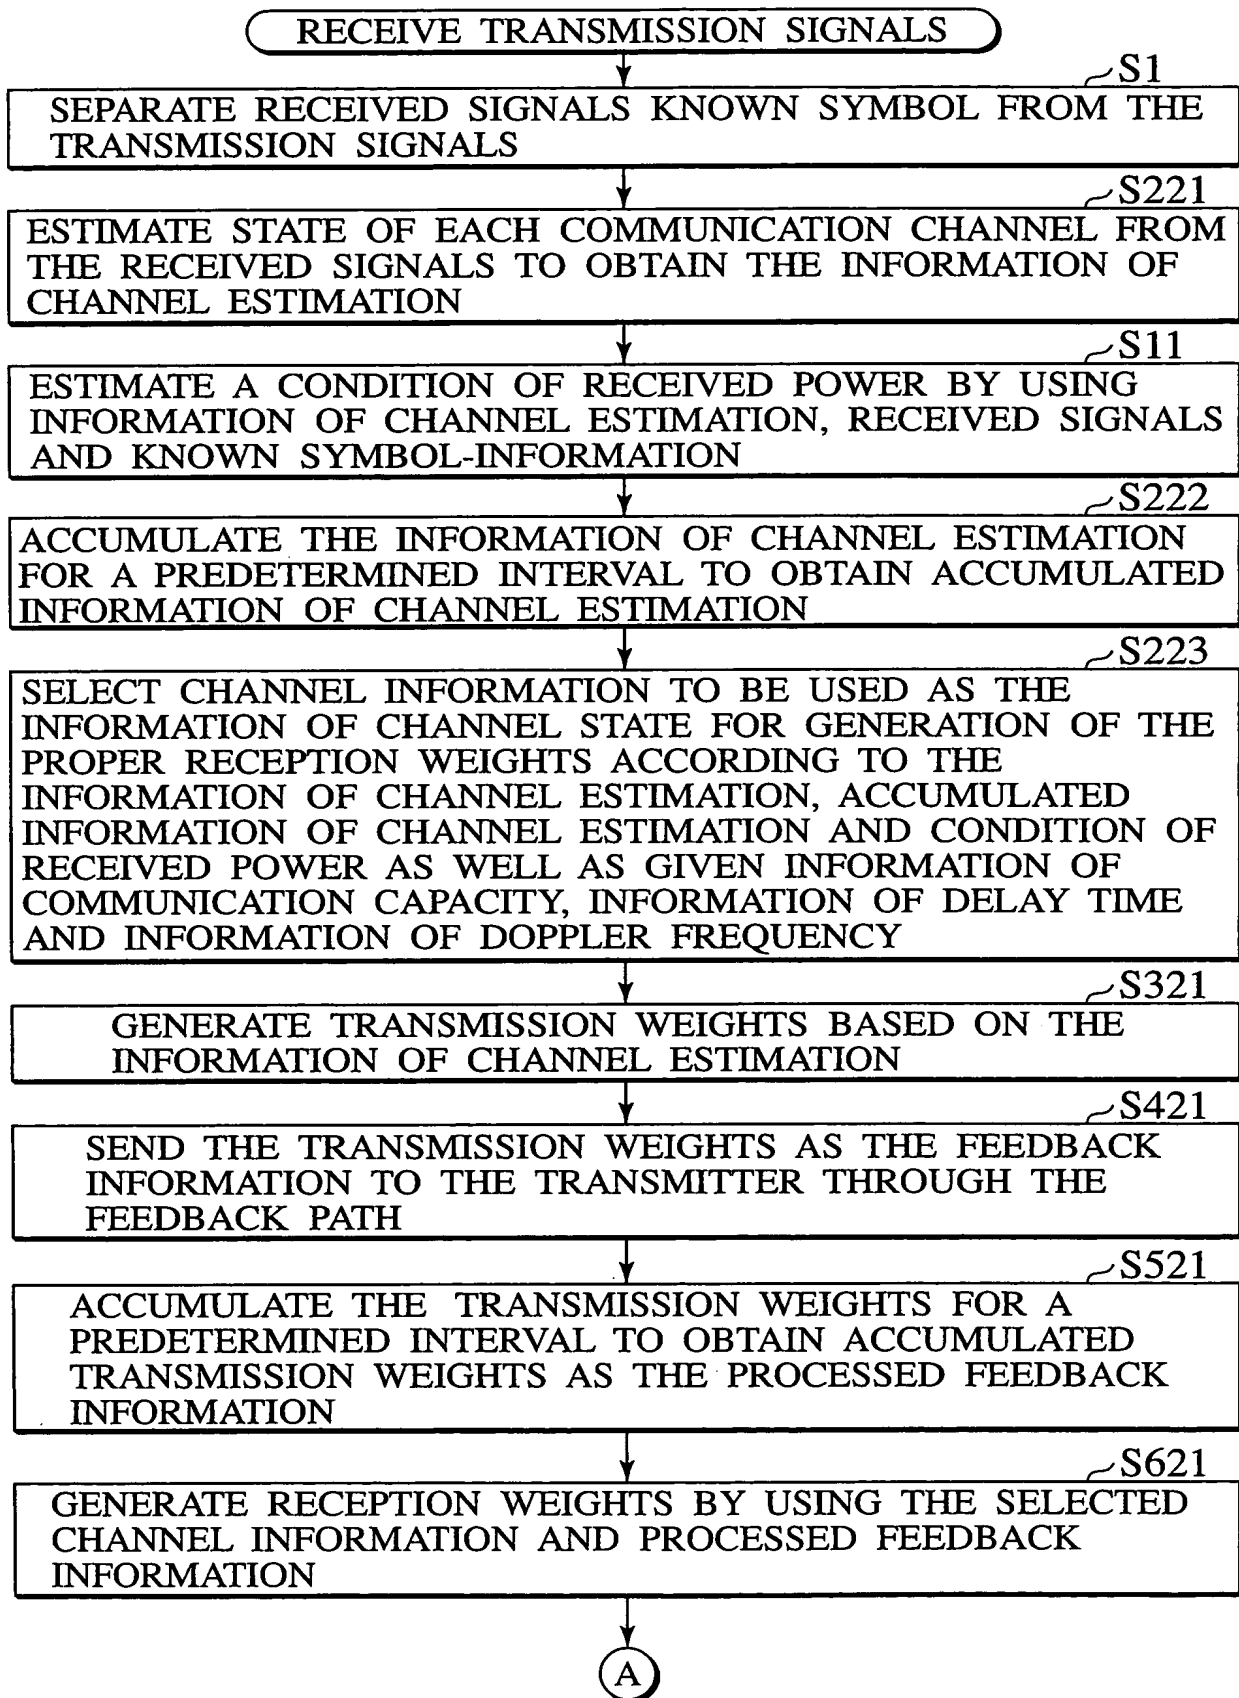 RECEIVE TRANSMISSION SIGNALS
S1
SEPARATE RECEIVED SIGNALS KNOWN SYMBOL FROM THE
TRANSMISSION SIGNALS
S221
ESTIMATE STATE OF EACH COMMUNICATION CHANNEL FROM
THE RECEIVED SIGNALS TO OBTAIN THE INFORMATION OF
CHANNEL ESTIMATION
S11
ESTIMATE A CONDITION OF RECEIVED POWER BY USING
INFORMATION OF CHANNEL ESTIMATION, RECEIVED SIGNALS
AND KNOWN SYMBOL-INFORMATION
S222
ACCUMULATE THE INFORMATION OF CHANNEL ESTIMATION
FOR A PREDETERMINED INTERVAL TO OBTAIN ACCUMULATED
INFORMATION OF CHANNEL ESTIMATION
S223
SELECT CHANNEL INFORMATION TO BE USED AS THE
INFORMATION OF CHANNEL STATE FOR GENERATION OF THE
PROPER RECEPTION WEIGHTS ACCORDING TO THE
INFORMATION OF CHANNEL ESTIMATION, ACCUMULATED
INFORMATION OF CHANNEL ESTIMATION AND CONDITION OF
RECEIVED POWER AS WELL AS GIVEN INFORMATION OF
COMMUNICATION CAPACITY, INFORMATION OF DELAY TIME
AND INFORMATION OF DOPPLER FREQUENCY
S321
GENERATE TRANSMISSION WEIGHTS BASED ON THE
INFORMATION OF CHANNEL ESTIMATION
S421
SEND THE TRANSMISSION WEIGHTS AS THE FEEDBACK
INFORMATION TO THE TRANSMITTER THROUGH THE
FEEDBACK PATH
S521
ACCUMULATE THE TRANSMISSION WEIGHTS FOR A
PREDETERMINED INTERVAL TO OBTAIN ACCUMULATED
TRANSMISSION WEIGHTS AS THE PROCESSED FEEDBACK
INFORMATION
S621
GENERATE RECEPTION WEIGHTS BY USING THE SELECTED
CHANNEL INFORMATION AND PROCESSED FEEDBACK
INFORMATION
A